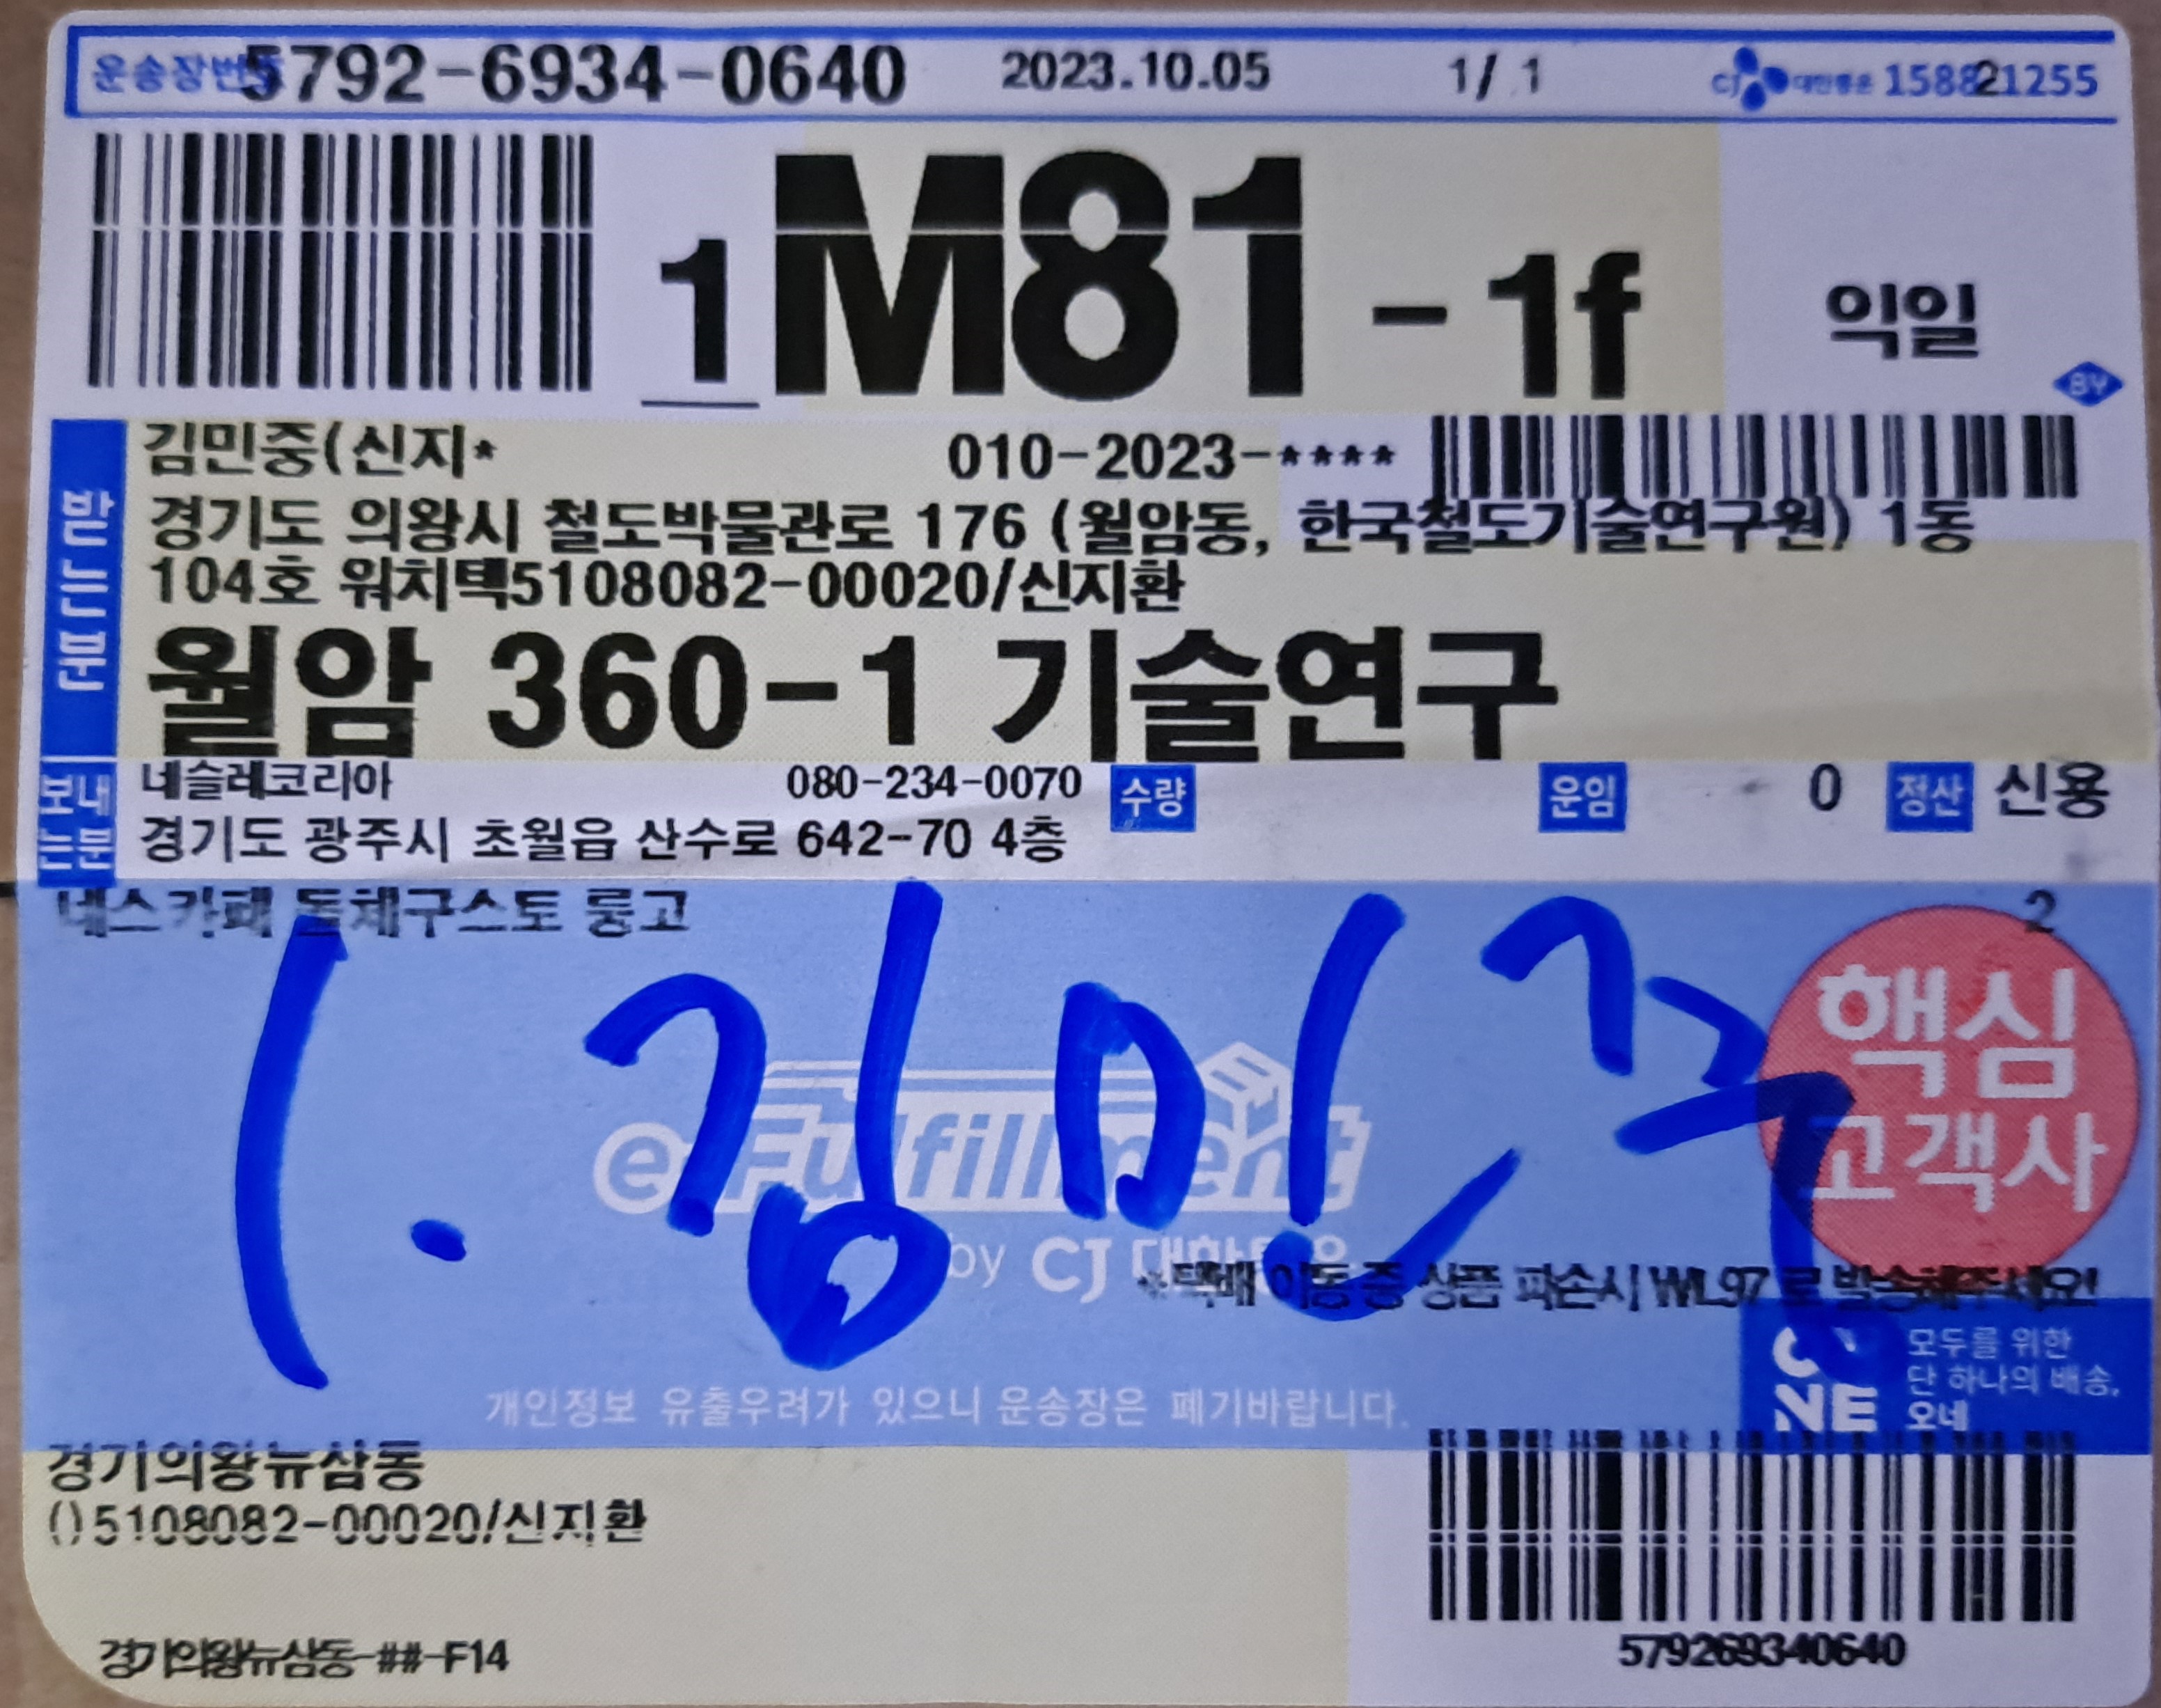 운송장번호 5792-6934-0640 2023.10.05 1/ 1 CJ 대한통운 1588-1255 2
1 M81 - 1f 익일
BY
받는분 김민중(신지* 010-2023-****
경기도 의왕시 철도박물관로 176 (월암동, 한국철도기술연구원) 1동
104호 워치텍5108082-00020/신지환
월암 360-1 기술연구
보내는분 네슬레코리아 080-234-0070 수량 운임 0 정산 신용
경기도 광주시 초월읍 산수로 642-70 4층
네스카페 돌체구스토 룽고 2
핵심
고객사
1. 김민중
e-Fulfillment
by CJ 대한통운
*택배 이동 중 상품 파손시 WL97 로 발송해주세요!
ONE 모두를 위한
단 하나의 배송,
오네
개인정보 유출우려가 있으니 운송장은 폐기바랍니다.
경기의왕뉴삼동
()5108082-00020/신지환
경기의왕뉴삼동-##-F14
579269340640